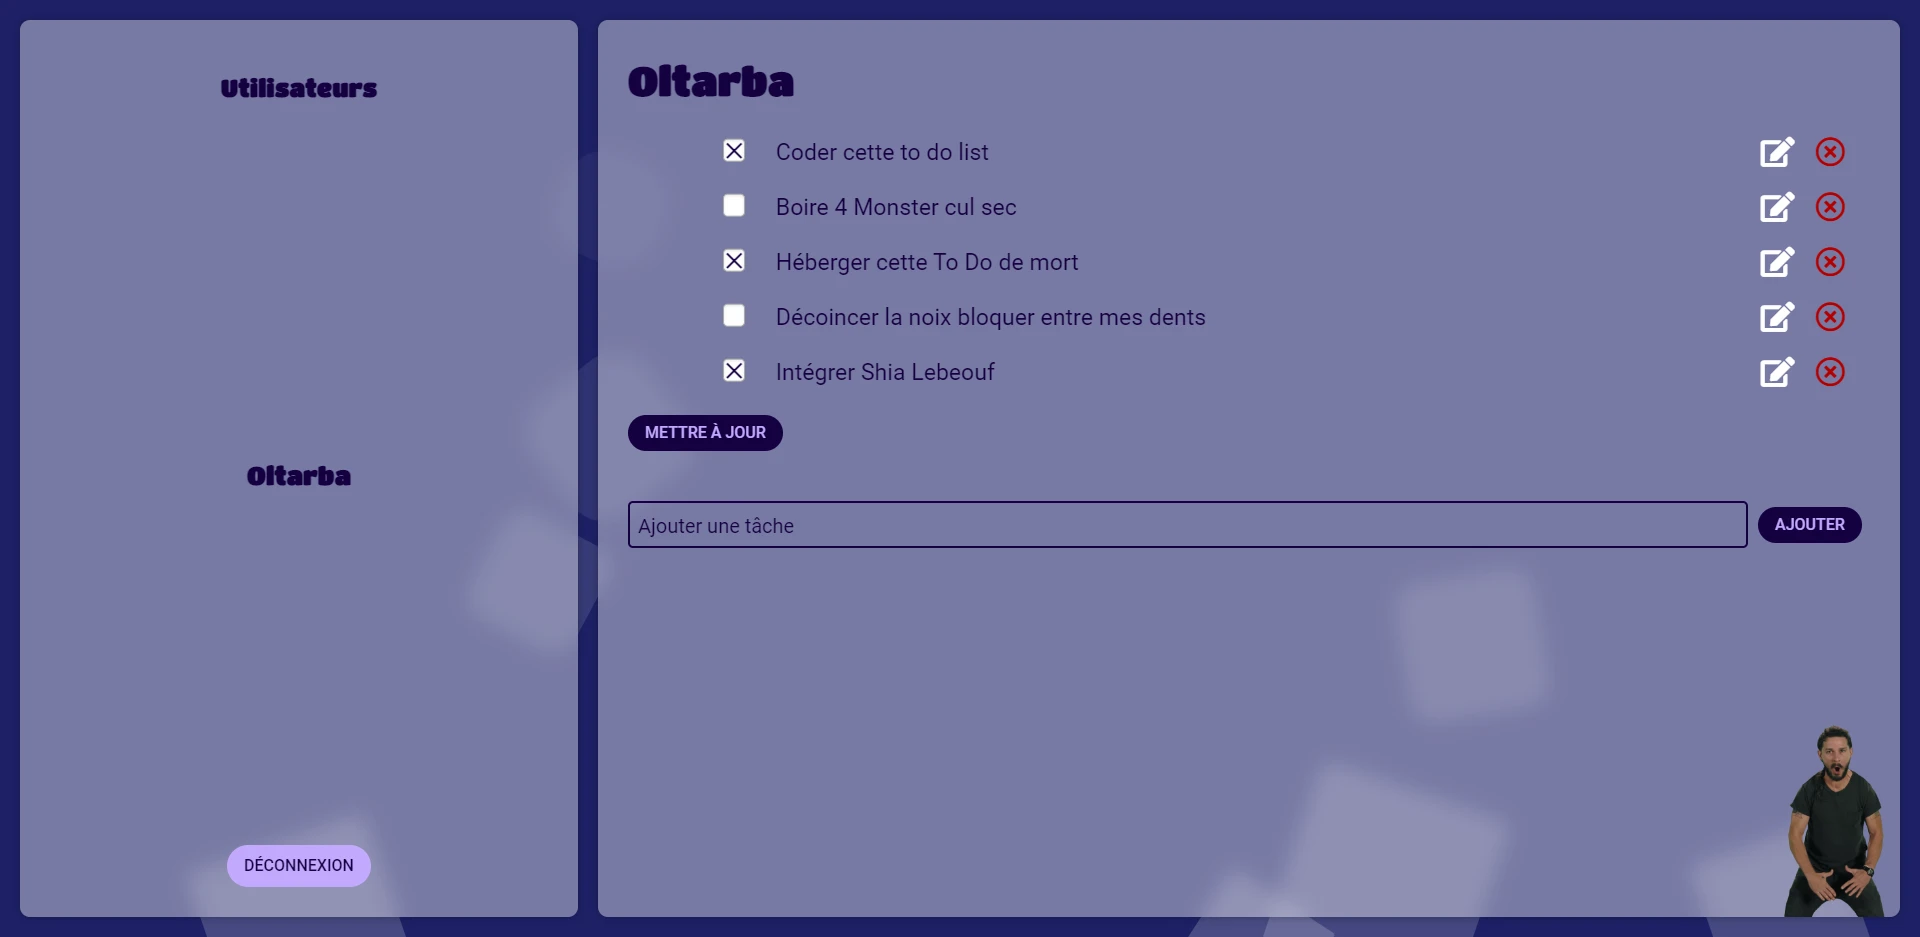 Utilisateurs
Oltarba
DÉCONNEXION
Oltarba
Coder cette to do list
Boire 4 Monster cul sec
Héberger cette To Do de mort
Décoincer la noix bloquer entre mes dents
Intégrer Shia Lebeouf
METTRE À JOUR
Ajouter une tâche
AJOUTER